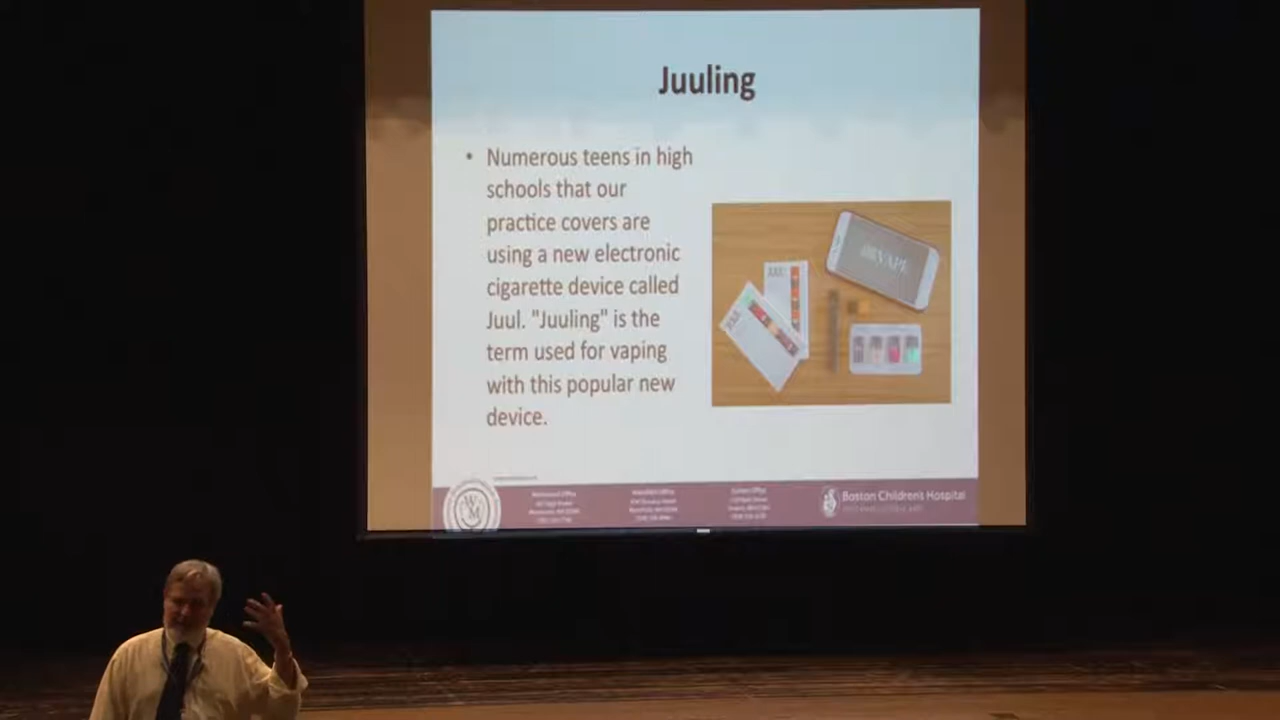 Juuling
• Numerous teens in high
schools that our
practice covers are
using a new electronic
cigarette device called
Juul. "Juuling" is the
term used for vaping
with this popular new
device.
Boston Children's Hospital